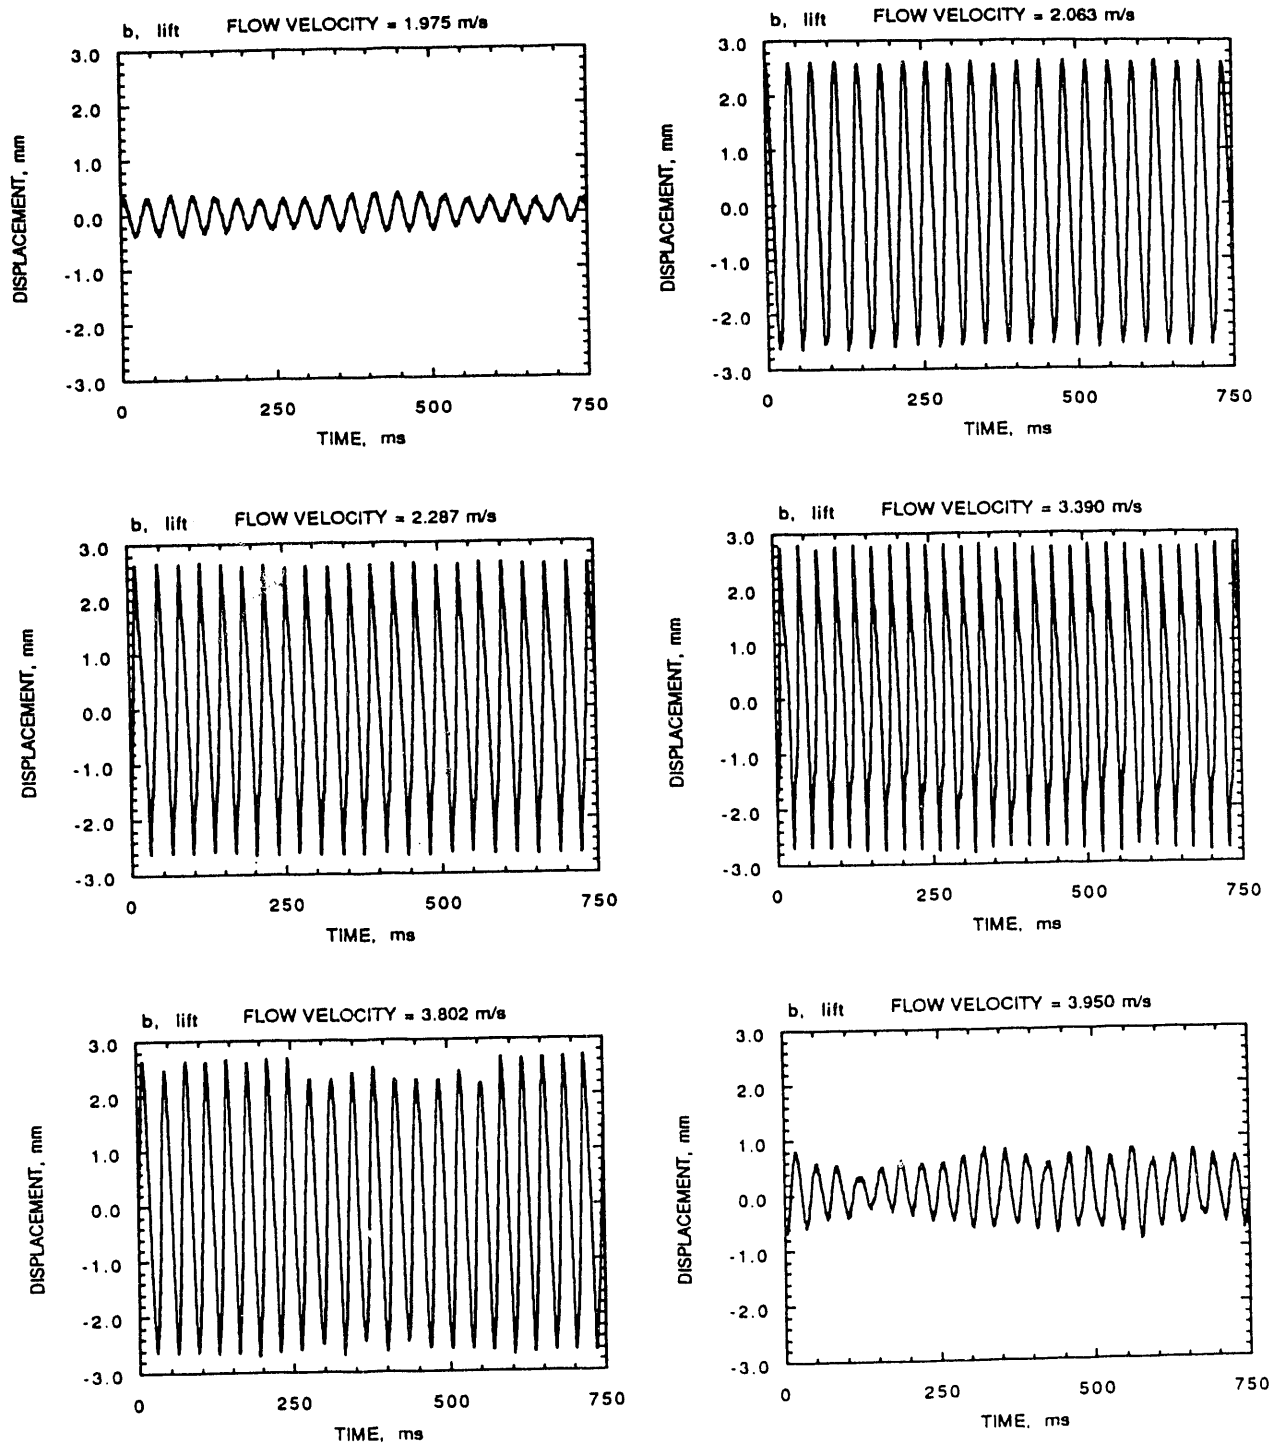 b, lift FLOW VELOCITY = 1.975 m/s
3.0
2.0
1.0
0.0
-1.0
-2.0
-3.0
DISPLACEMENT, mm
0 250 500 750
TIME, ms
b, lift FLOW VELOCITY = 2.063 m/s
3.0
2.0
1.0
0.0
-1.0
-2.0
-3.0
DISPLACEMENT, mm
0 250 500 750
TIME, ms
b, lift FLOW VELOCITY = 2.287 m/s
3.0
2.0
1.0
0.0
-1.0
-2.0
-3.0
DISPLACEMENT, mm
0 250 500 750
TIME, ms
b, lift FLOW VELOCITY = 3.390 m/s
3.0
2.0
1.0
0.0
-1.0
-2.0
-3.0
DISPLACEMENT, mm
0 250 500 750
TIME, ms
b, lift FLOW VELOCITY = 3.802 m/s
3.0
2.0
1.0
0.0
-1.0
-2.0
-3.0
DISPLACEMENT, mm
0 250 500 750
TIME, ms
b, lift FLOW VELOCITY = 3.950 m/s
3.0
2.0
1.0
0.0
-1.0
-2.0
-3.0
DISPLACEMENT, mm
0 250 500 750
TIME, ms